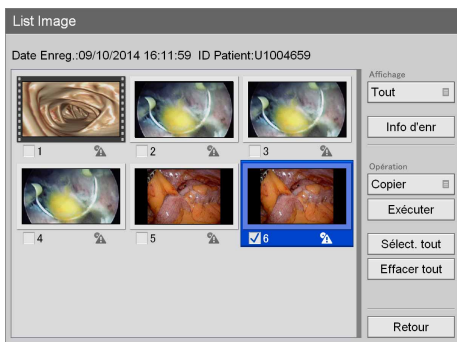 List Image
Date Enreg.:09/10/2014 16:11:59 ID Patient:U1004659
Affichage
Tout
Info d'enr
1
2
3
Opération
Copier
Exécuter
4
5
6
Sélect. tout
Effacer tout
Retour